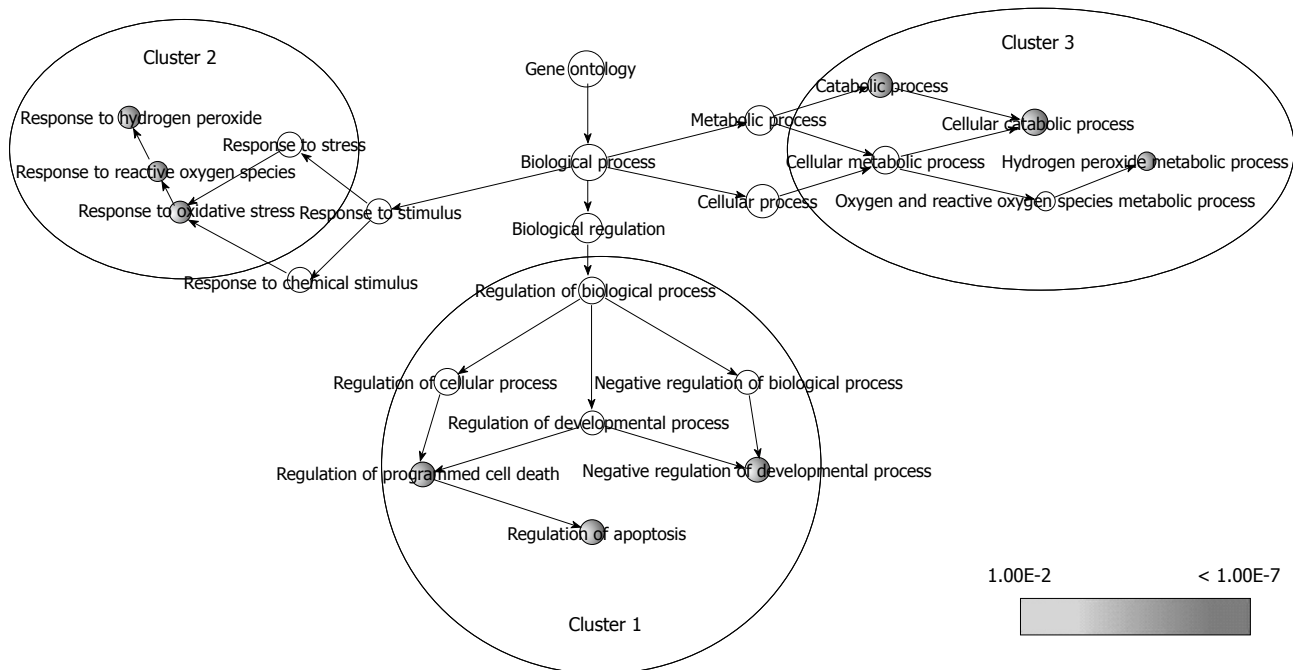 Cluster 2
Cluster 3
Gene ontology
Catabolic process
Response to hydrogen peroxide
Metabolic process
Cellular catabolic process
Response to stress
Biological process
Cellular metabolic process
Hydrogen peroxide metabolic process
Response to reactive oxygen species
Response to oxidative stress
Response to stimulus
Cellular process
Oxygen and reactive oxygen species metabolic process
Biological regulation
Response to chemical stimulus
Regulation of biological process
Regulation of cellular process
Negative regulation of biological process
Regulation of developmental process
Regulation of programmed cell death
Negative regulation of developmental process
Regulation of apoptosis
1.00E-2
< 1.00E-7
Cluster 1